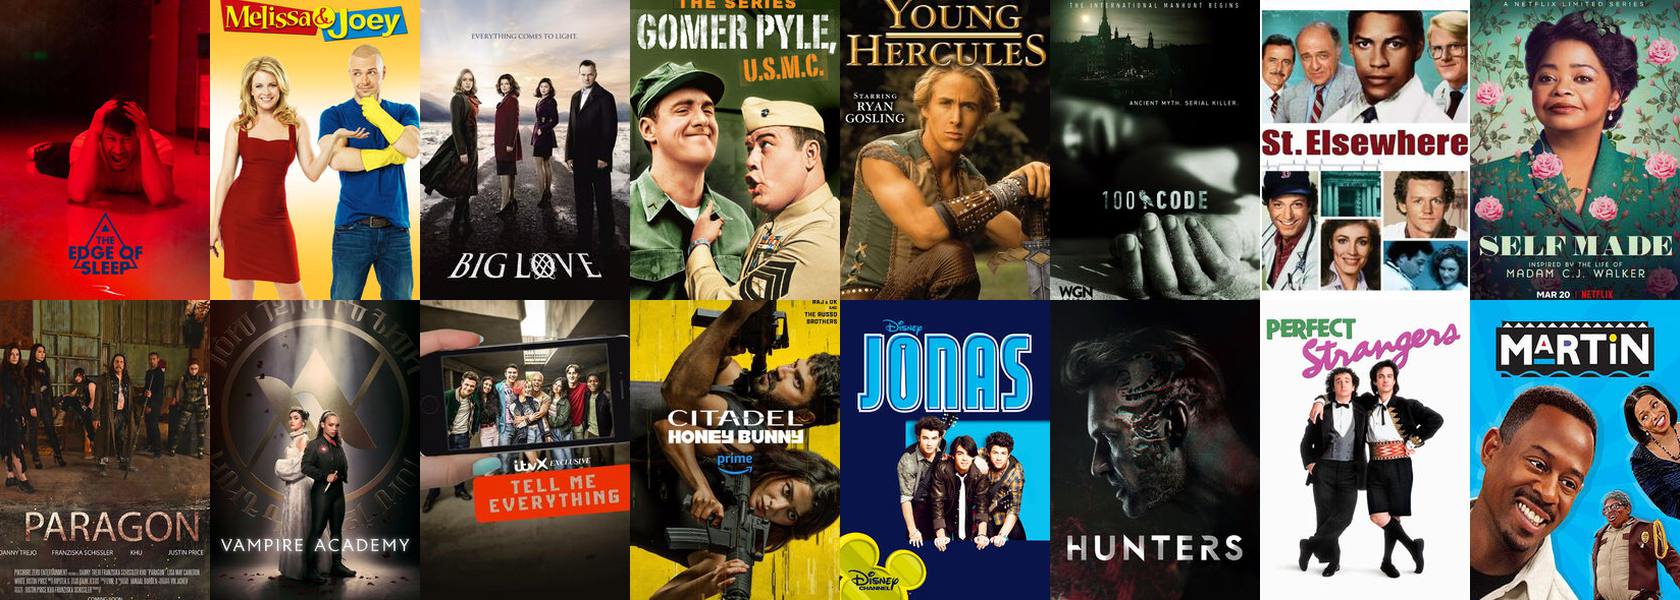 THE
EDGE OF
SLEEP
Melissa & Joey
EVERYTHING COMES TO LIGHT.
BIG LOVE
THE SERIES
GOMER PYLE,
U.S.M.C.
YOUNG
HERCULES
STARRING
RYAN
GOSLING
THE INTERNATIONAL MANHUNT BEGINS
ANCIENT MYTH. SERIAL KILLER.
100 CODE
WGN
St. Elsewhere
A NETFLIX LIMITED SERIES
SELF MADE
INSPIRED BY THE LIFE OF
MADAM C.J. WALKER
MAR 20 | NETFLIX
PARAGON
DANNY TREJO FRANZISKA SCHISSLER KHU JUSTIN PRICE
VAMPIRE ACADEMY
itvX EXCLUSIVE
TELL ME
EVERYTHING
RAJ & DK
AND
THE RUSSO
BROTHERS
CITADEL
HONEY BUNNY
prime
Disney
JONAS
Disney
CHANNEL
HUNTERS
PERFECT
Strangers
MARTIN